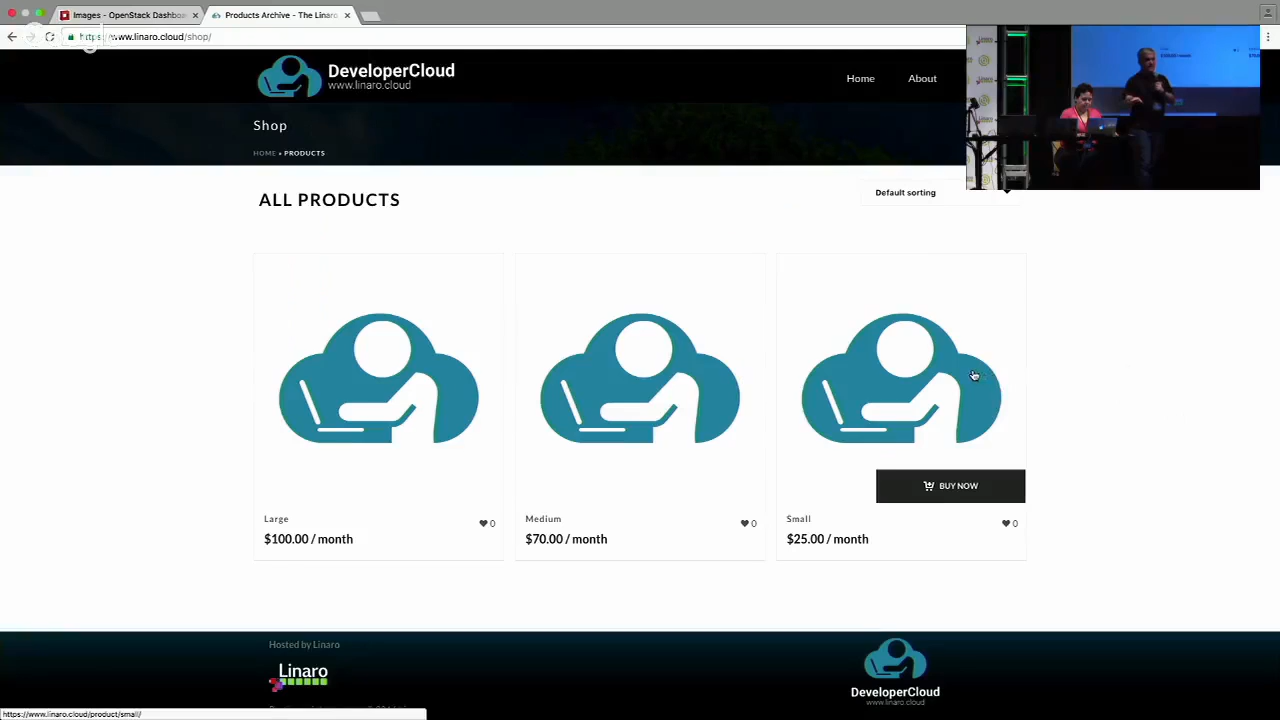 Images - OpenStack Dashboa
Products Archive - The Linaro
https://www.linaro.cloud/shop/
DeveloperCloud
www.linaro.cloud
Home
About
Shop
HOME » PRODUCTS
ALL PRODUCTS
Default sorting
BUY NOW
Large
0
$100.00 / month
Medium
0
$70.00 / month
Small
0
$25.00 / month
Hosted by Linaro
Linaro
DeveloperCloud
www.linaro.cloud
https://www.linaro.cloud/product/small/